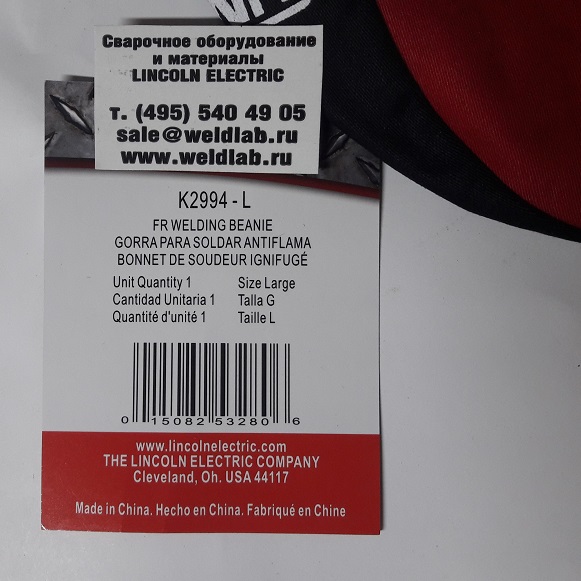 Сварочное оборудование
и материалы
LINCOLN ELECTRIC
т. (495) 540 49 05
sale@weldlab.ru
www.weldlab.ru
K2994 - L
FR WELDING BEANIE
GORRA PARA SOLDAR ANTIFLAMA
BONNET DE SOUDEUR IGNIFUGÉ
Unit Quantity 1 Size Large
Cantidad Unitaria 1 Talla G
Quantité d'unité 1 Taille L
0 15082 53280 6
www.lincolnelectric.com
THE LINCOLN ELECTRIC COMPANY
Cleveland, Oh. USA 44117
Made in China. Hecho en China. Fabriqué en Chine